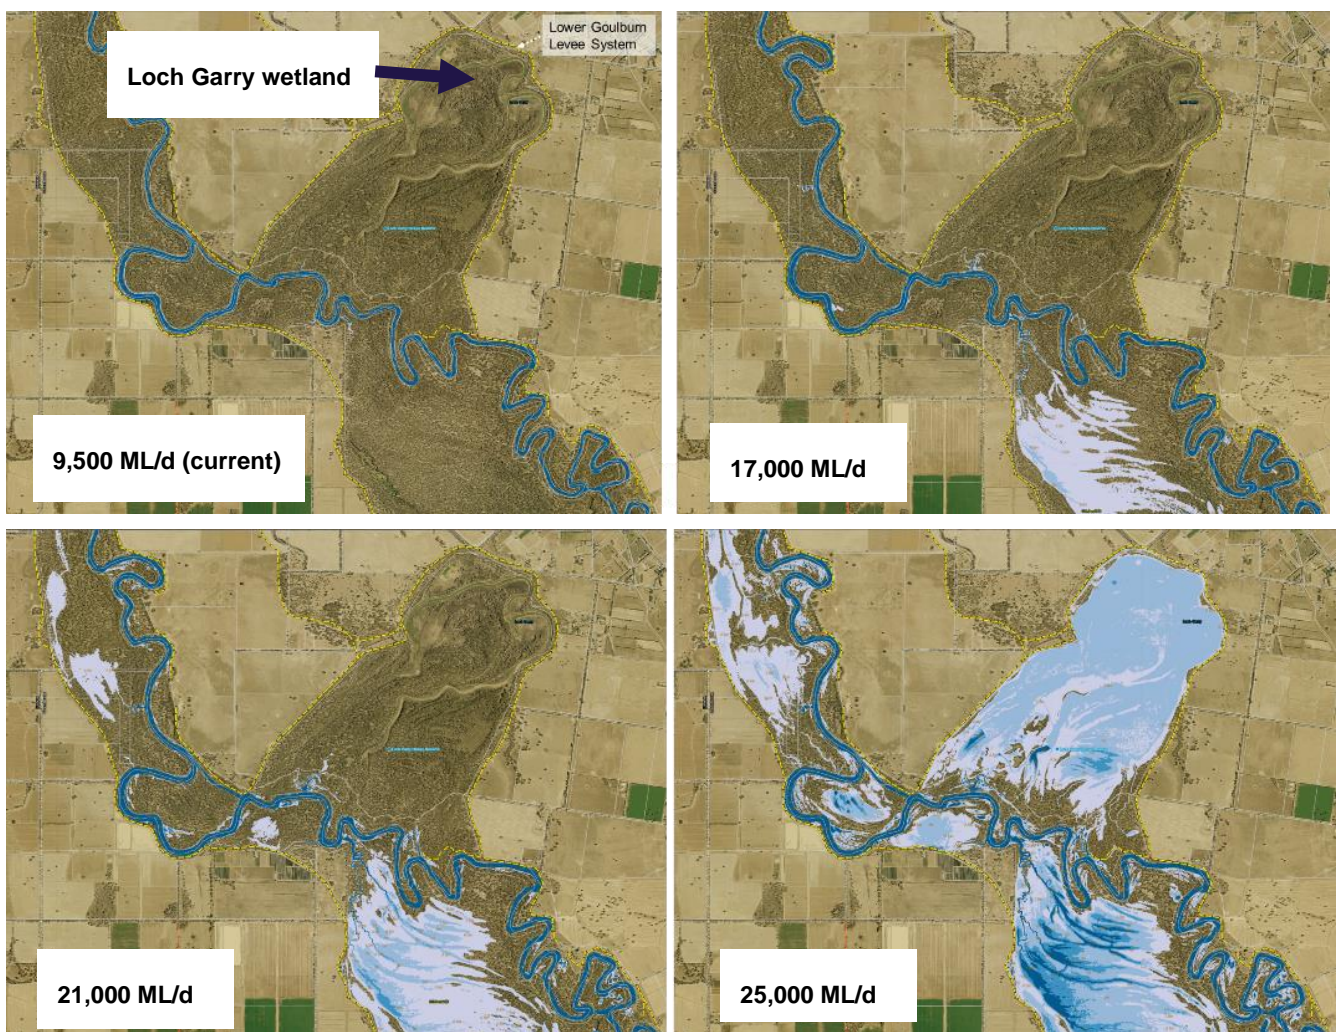 Lower Goulburn
Levee System
Loch Garry wetland
9,500 ML/d (current)
17,000 ML/d
21,000 ML/d
25,000 ML/d